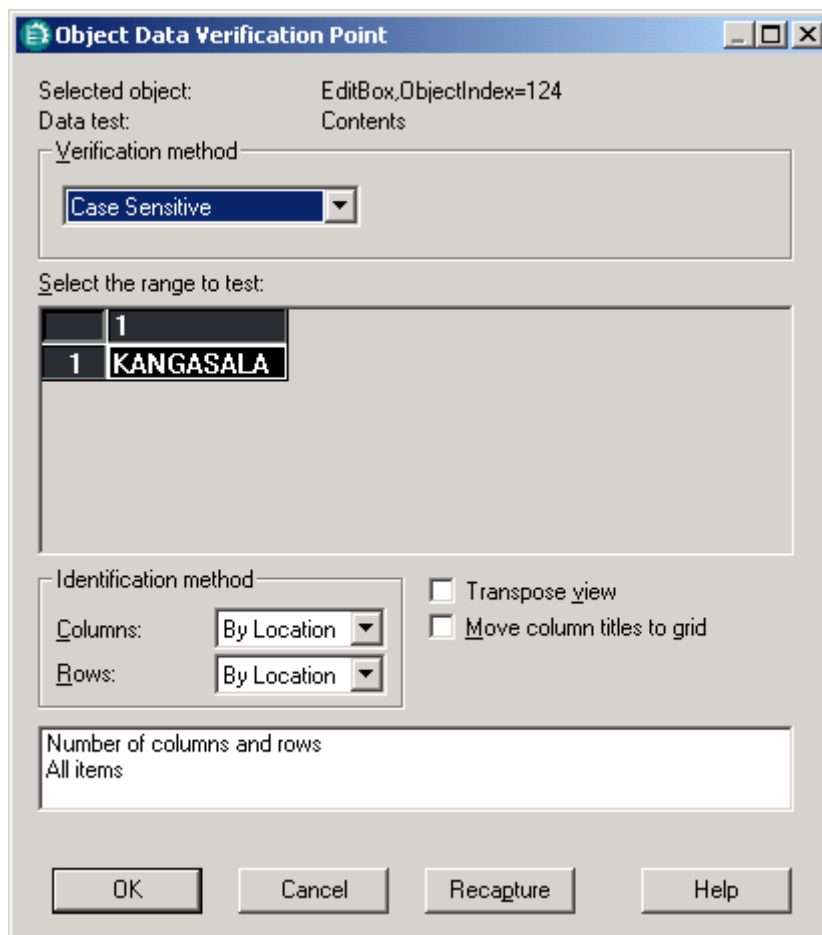 Object Data Verification Point
Selected object: EditBox,ObjectIndex=124
Data test: Contents
Verification method
Case Sensitive
Select the range to test:
1
1 KANGASALA
Identification method
Columns: By Location
Rows: By Location
Transpose view
Move column titles to grid
Number of columns and rows
All items
OK Cancel Recapture Help